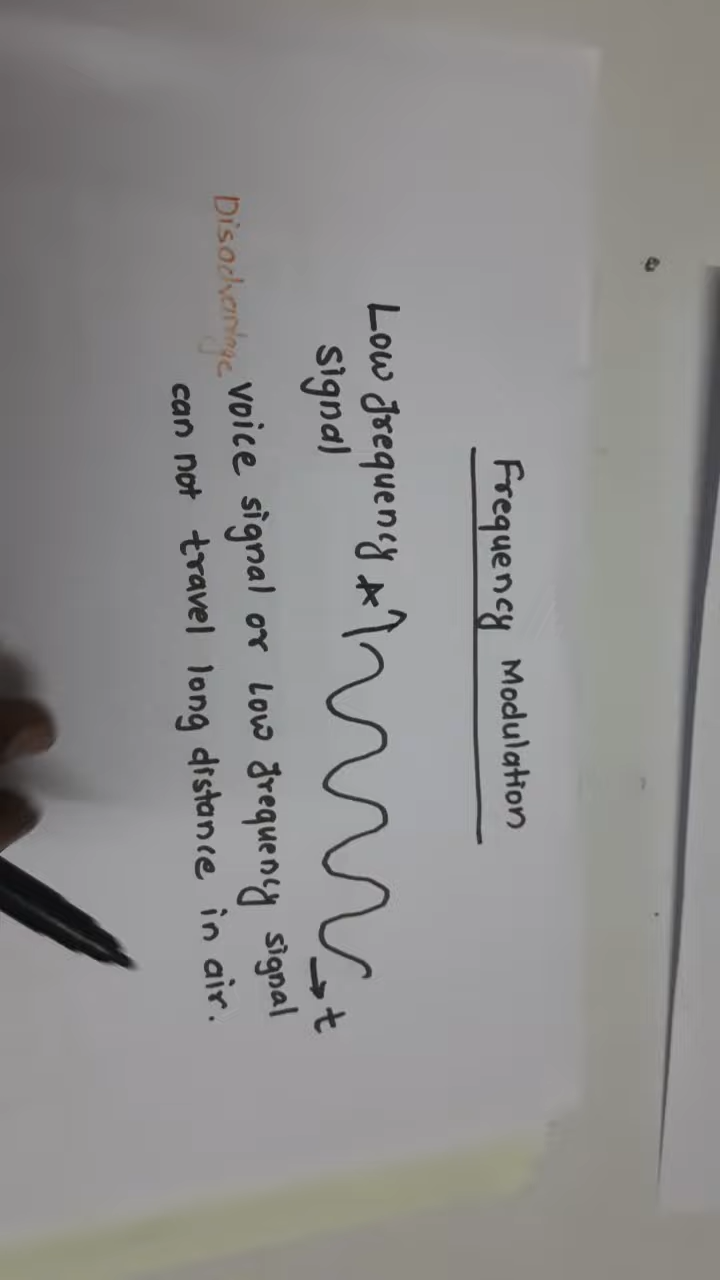 Frequency Modulation
Low frequency
signal
t
Disadvantage voice signal or Low frequency signal
can not travel long distance in air.